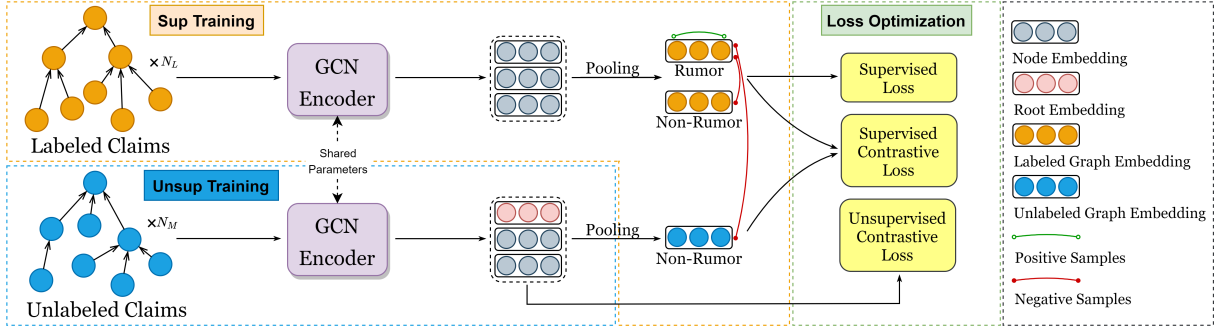 Sup Training
Loss Optimization
× N_L
GCN
Encoder
Pooling
Rumor
Non-Rumor
Labeled Claims
Shared
Parameters
Supervised
Loss
Supervised
Contrastive
Loss
Unsup Training
×N_M
GCN
Encoder
Pooling
Non-Rumor
Unlabeled Claims
Unsupervised
Contrastive
Loss
Node Embedding
Root Embedding
Labeled Graph Embedding
Unlabeled Graph Embedding
Positive Samples
Negative Samples